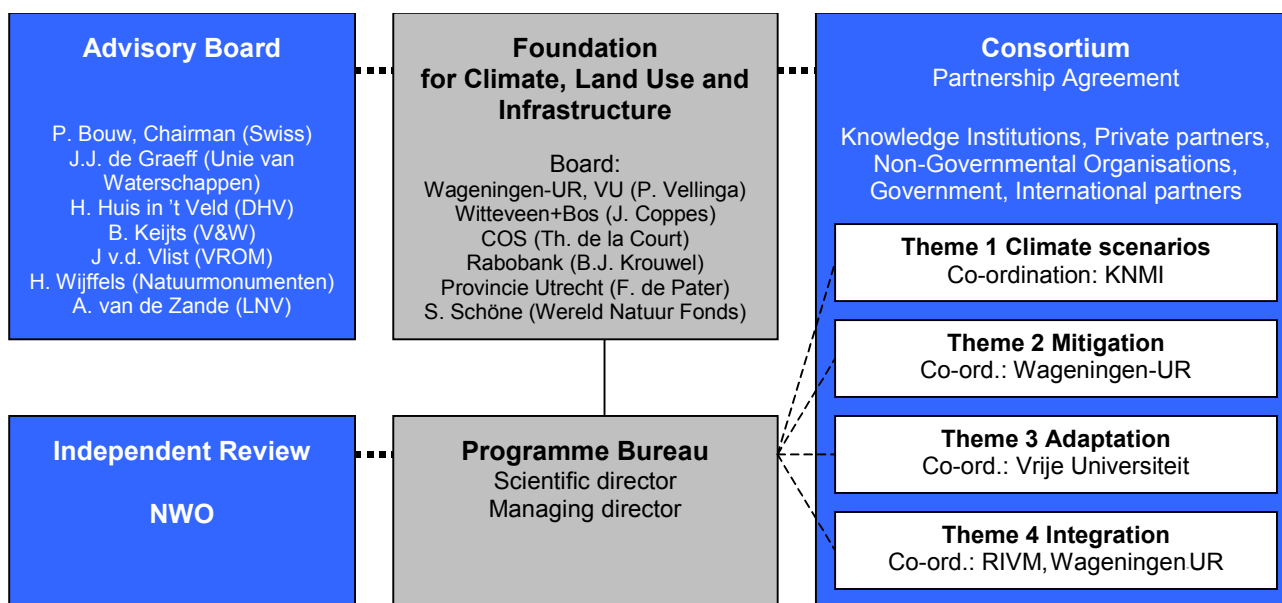 Advisory Board
P. Bouw, Chairman (Swiss)
J.J. de Graeff (Unie van
Waterschappen)
H. Huis in ’t Veld (DHV)
B. Keijts (V&W)
J v.d. Vlist (VROM)
H. Wijffels (Natuurmonumenten)
A. van de Zande (LNV)
Foundation
for Climate, Land Use and
Infrastructure
Board:
Wageningen-UR, VU (P. Vellinga)
Witteveen+Bos (J. Coppes)
COS (Th. de la Court)
Rabobank (B.J. Krouwel)
Provincie Utrecht (F. de Pater)
S. Schöne (Wereld Natuur Fonds)
Consortium
Partnership Agreement
Knowledge Institutions, Private partners,
Non-Governmental Organisations,
Government, International partners
Theme 1 Climate scenarios
Co-ordination: KNMI
Theme 2 Mitigation
Co-ord.: Wageningen-UR
Theme 3 Adaptation
Co-ord.: Vrije Universiteit
Theme 4 Integration
Co-ord.: RIVM, Wageningen-UR
Independent Review
NWO
Programme Bureau
Scientific director
Managing director